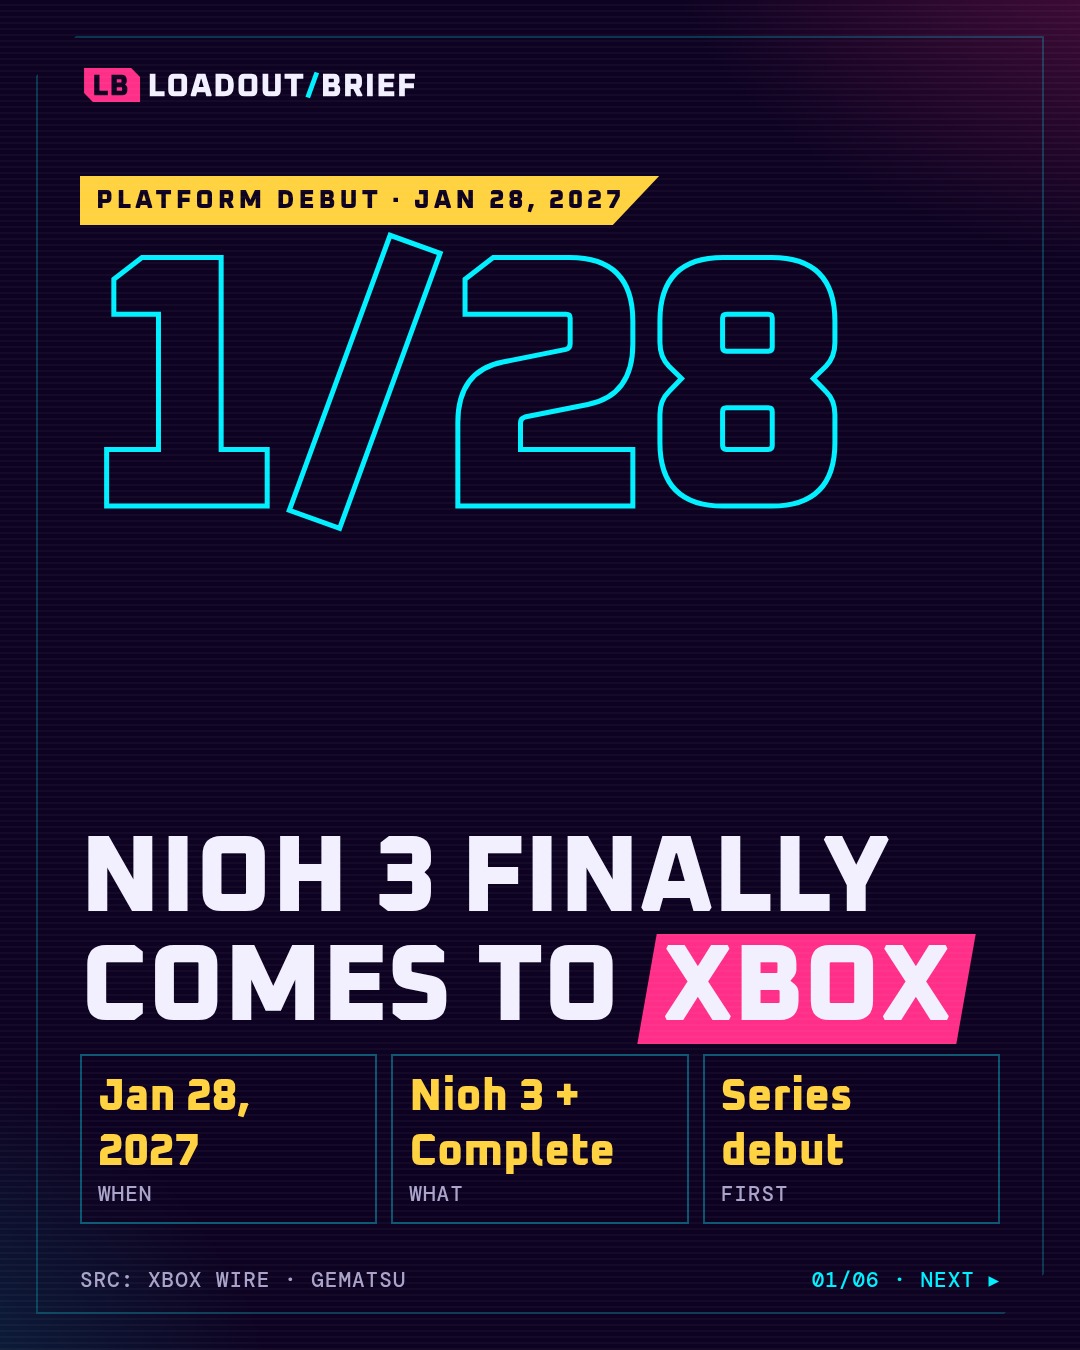 LB LOADOUT/BRIEF
PLATFORM DEBUT · JAN 28, 2027
1/28
NIOH 3 FINALLY
COMES TO XBOX
Jan 28,
2027
WHEN
Nioh 3 +
Complete
WHAT
Series
debut
FIRST
SRC: XBOX WIRE · GEMATSU
01/06 · NEXT ▸